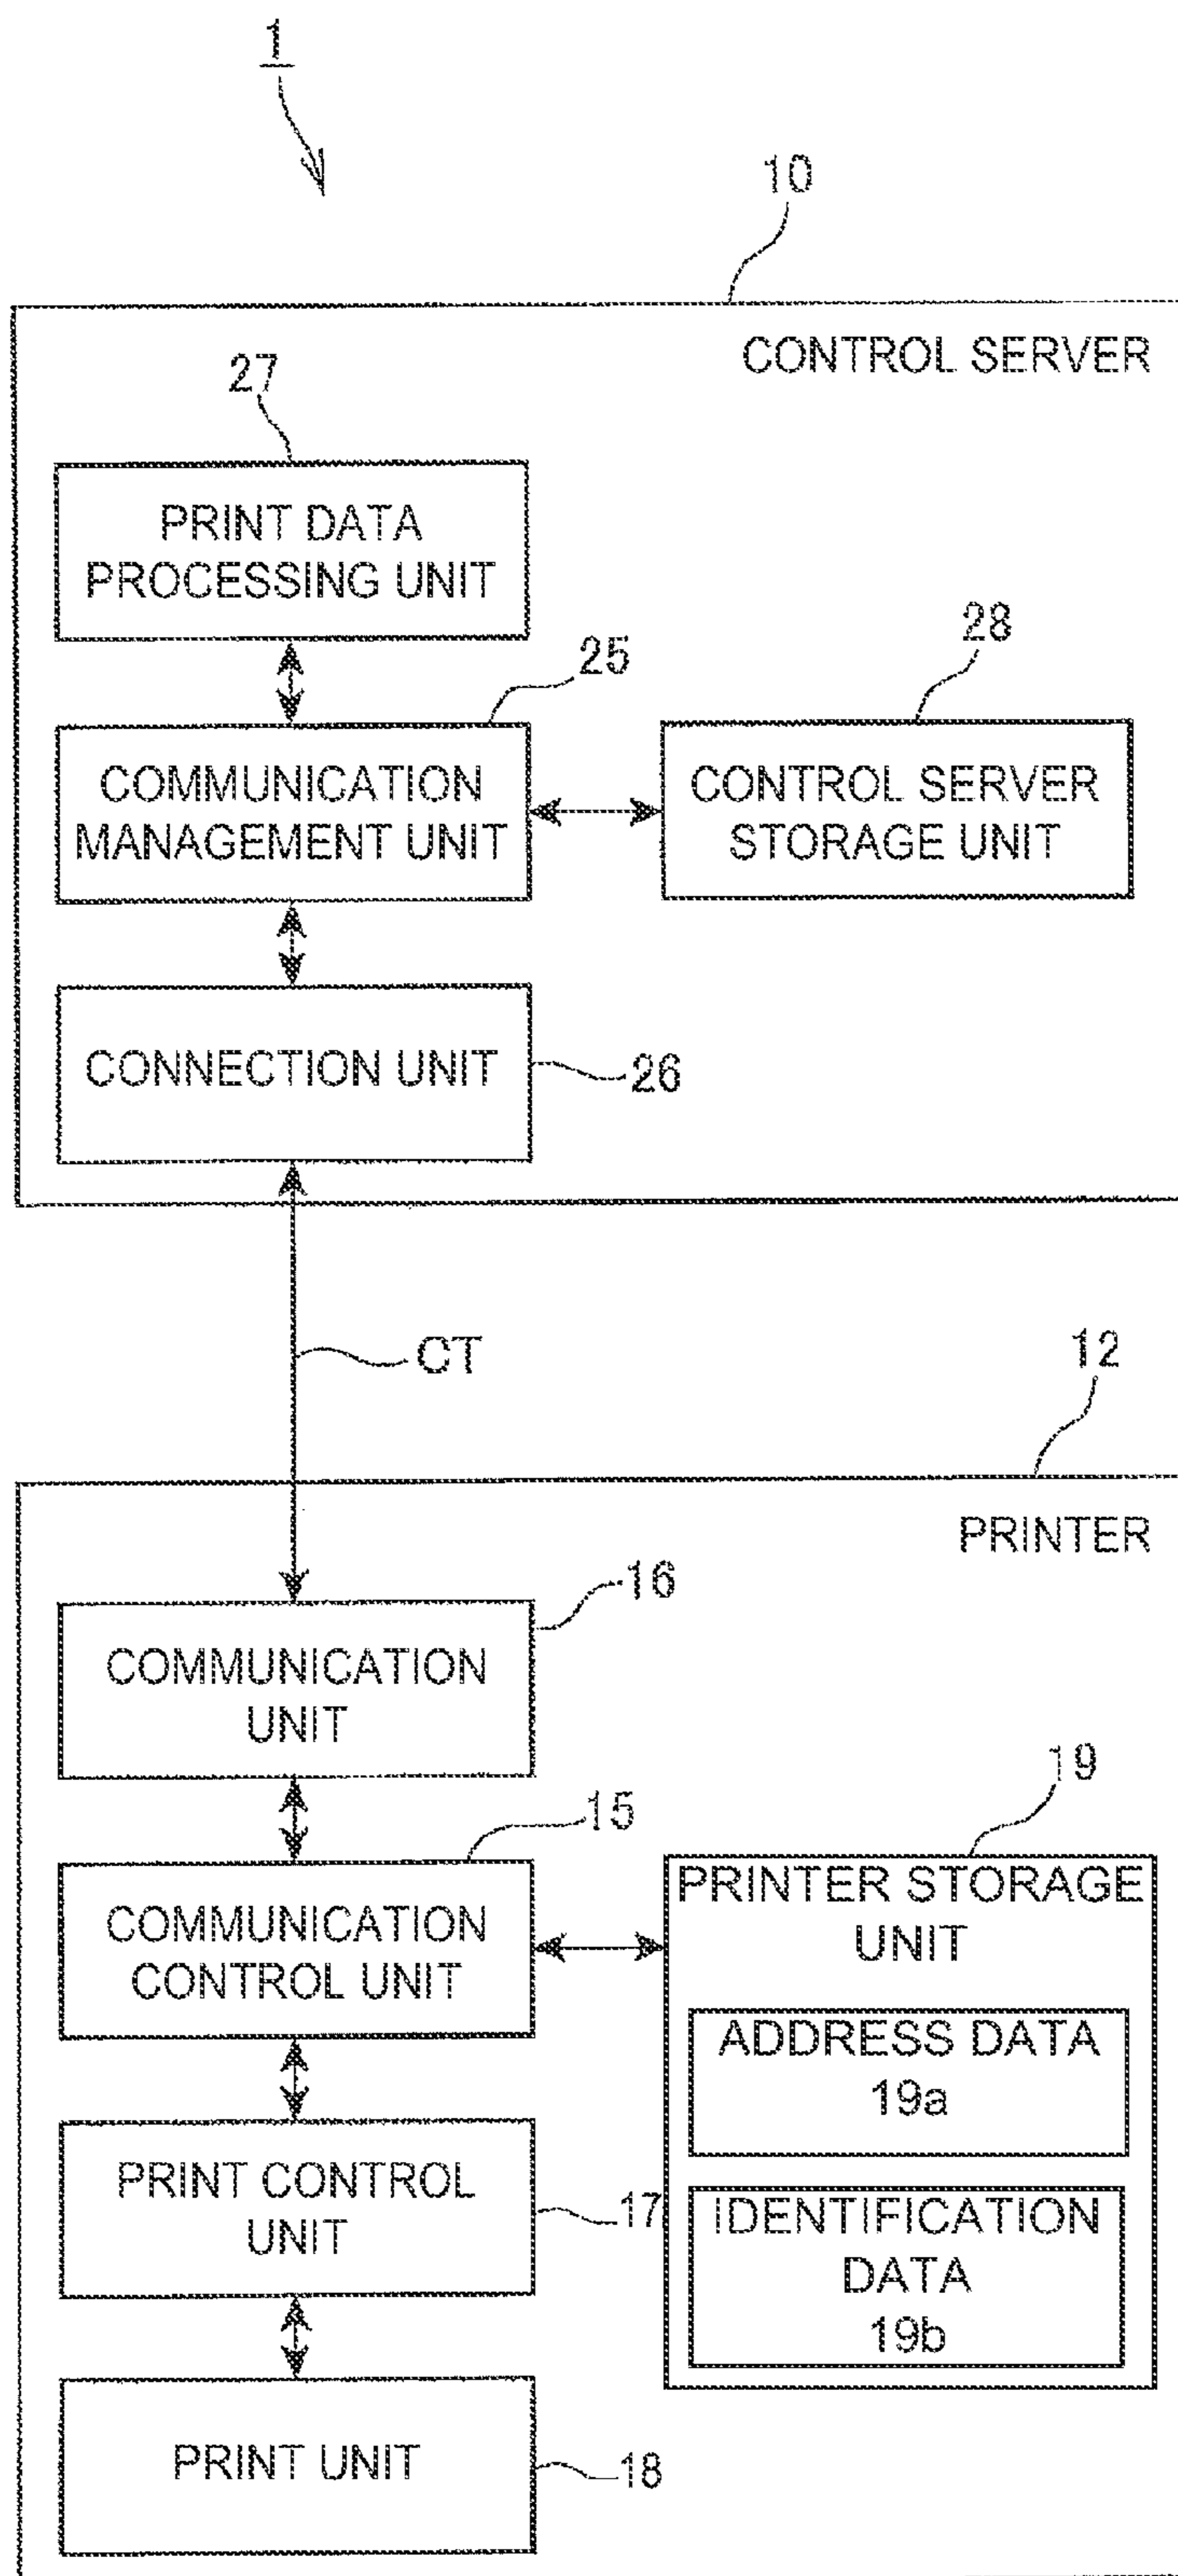 1
10
CONTROL SERVER
27
PRINT DATA
PROCESSING UNIT
25
28
COMMUNICATION
MANAGEMENT UNIT
CONTROL SERVER
STORAGE UNIT
CONNECTION UNIT
26
CT
12
PRINTER
16
COMMUNICATION
UNIT
15
19
COMMUNICATION
CONTROL UNIT
PRINTER STORAGE
UNIT
ADDRESS DATA
19a
PRINT CONTROL
UNIT
17
IDENTIFICATION
DATA
19b
PRINT UNIT
18